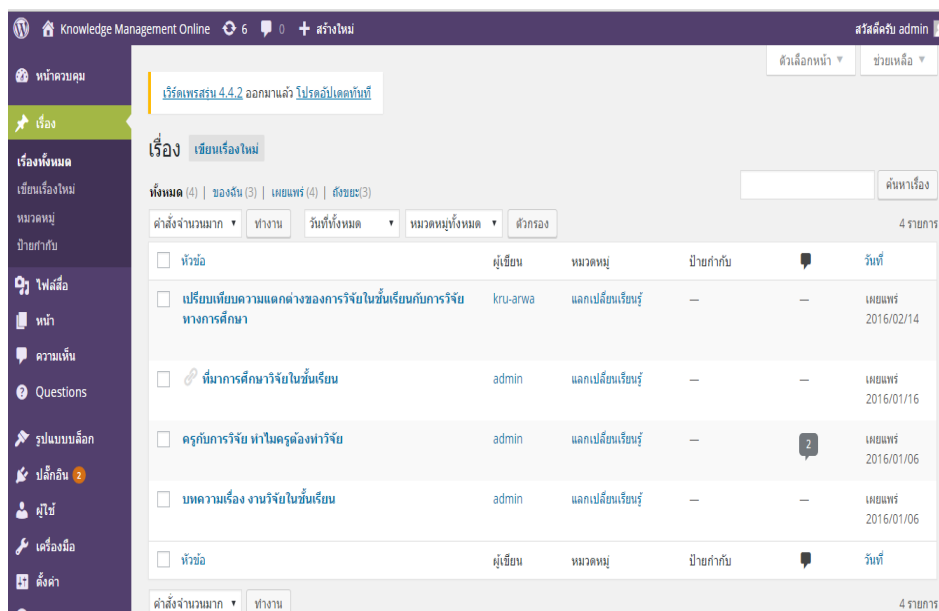 Knowledge Management Online 6 0 + สร้างใหม่ สวัสดีครับ admin
ตัวเลือกหน้า ▼ ช่วยเหลือ ▼
หน้าควบคุม
เรื่อง
เรื่องทั้งหมด
เขียนเรื่องใหม่
หมวดหมู่
ป้ายกำกับ
ไฟล์สื่อ
หน้า
ความเห็น
Questions
รูปแบบบล็อก
ปลั๊กอิน 2
ผู้ใช้
เครื่องมือ
ตั้งค่า
เวิร์ดเพรสรุ่น 4.4.2 ออกมาแล้ว โปรดอัปเดตทันที
เรื่อง เขียนเรื่องใหม่
ทั้งหมด (4) | ของฉัน (3) | เผยแพร่ (4) | ถังขยะ(3)
ค้นหาเรื่อง
คำสั่งจำนวนมาก ▼ ทำงาน วันที่ทั้งหมด ▼ หมวดหมู่ทั้งหมด ▼ ตัวกรอง 4 รายการ
หัวข้อ ผู้เขียน หมวดหมู่ ป้ายกำกับ วันที่
เปรียบเทียบความแตกต่างของการวิจัยในชั้นเรียนกับการวิจัย kru-arwa แลกเปลี่ยนเรียนรู้ — — เผยแพร่
ทางการศึกษา 2016/02/14
ที่มาการศึกษาวิจัยในชั้นเรียน admin แลกเปลี่ยนเรียนรู้ — — เผยแพร่
2016/01/16
ครูกับการวิจัย ทำไมครูต้องทำวิจัย admin แลกเปลี่ยนเรียนรู้ — 2 เผยแพร่
2016/01/06
บทความเรื่อง งานวิจัยในชั้นเรียน admin แลกเปลี่ยนเรียนรู้ — — เผยแพร่
2016/01/06
หัวข้อ ผู้เขียน หมวดหมู่ ป้ายกำกับ วันที่
คำสั่งจำนวนมาก ▼ ทำงาน 4 รายการ